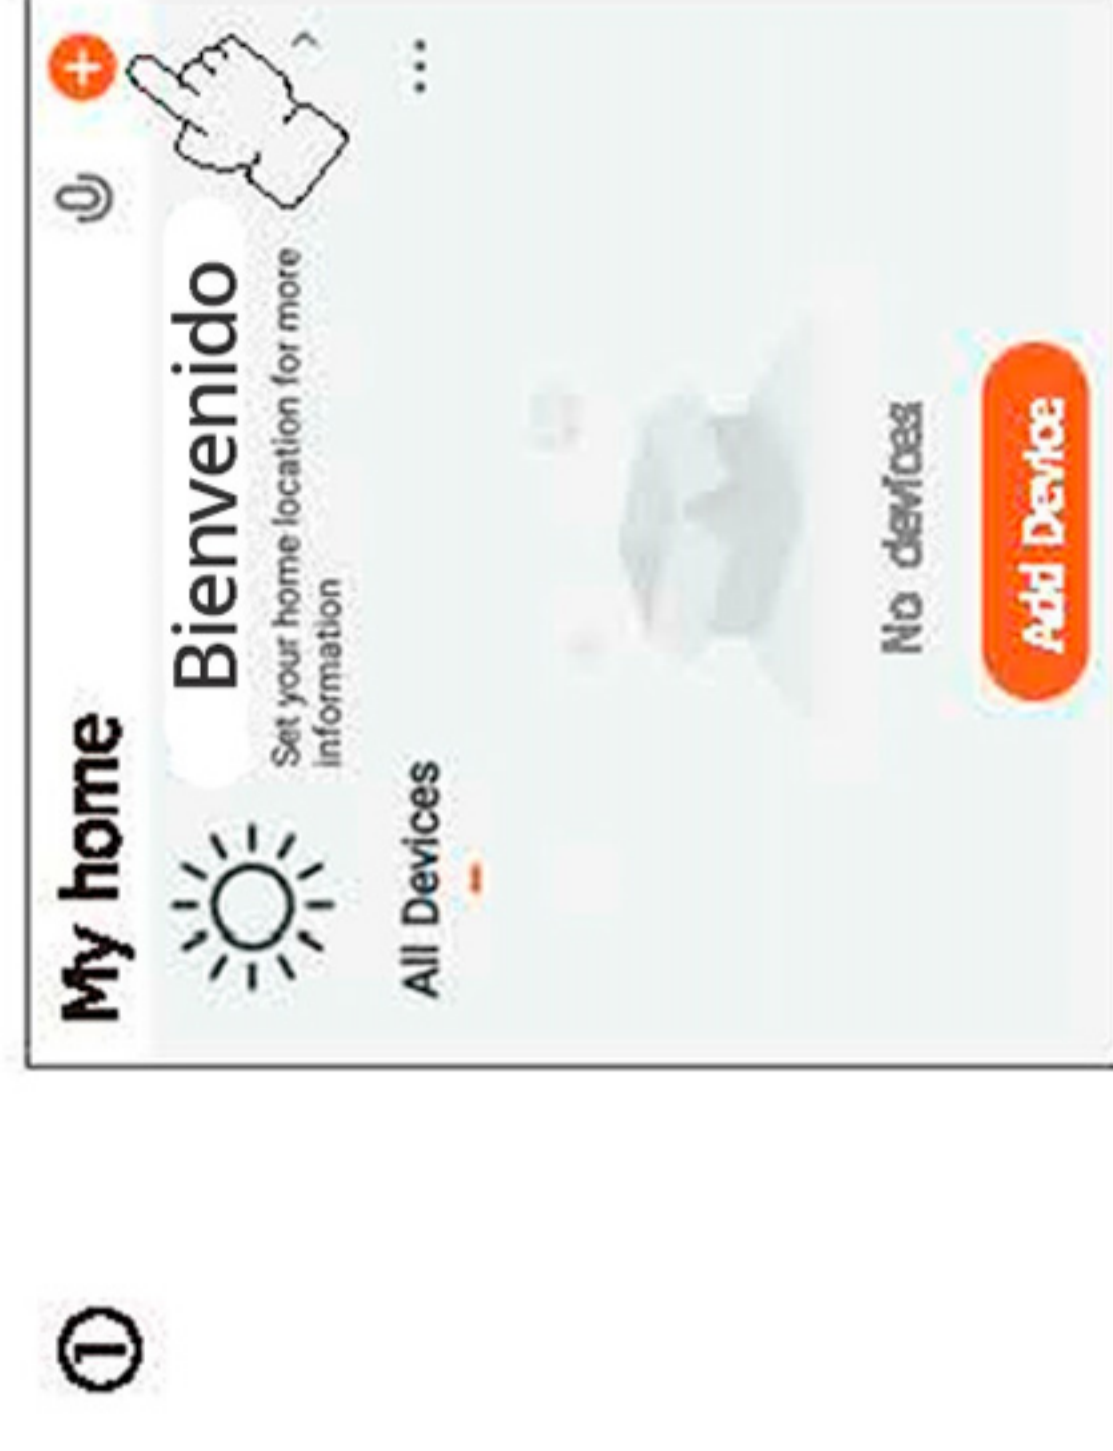 ①
My home
Bienvenido
Set your home location for more
information
All Devices
No devices
Add Device